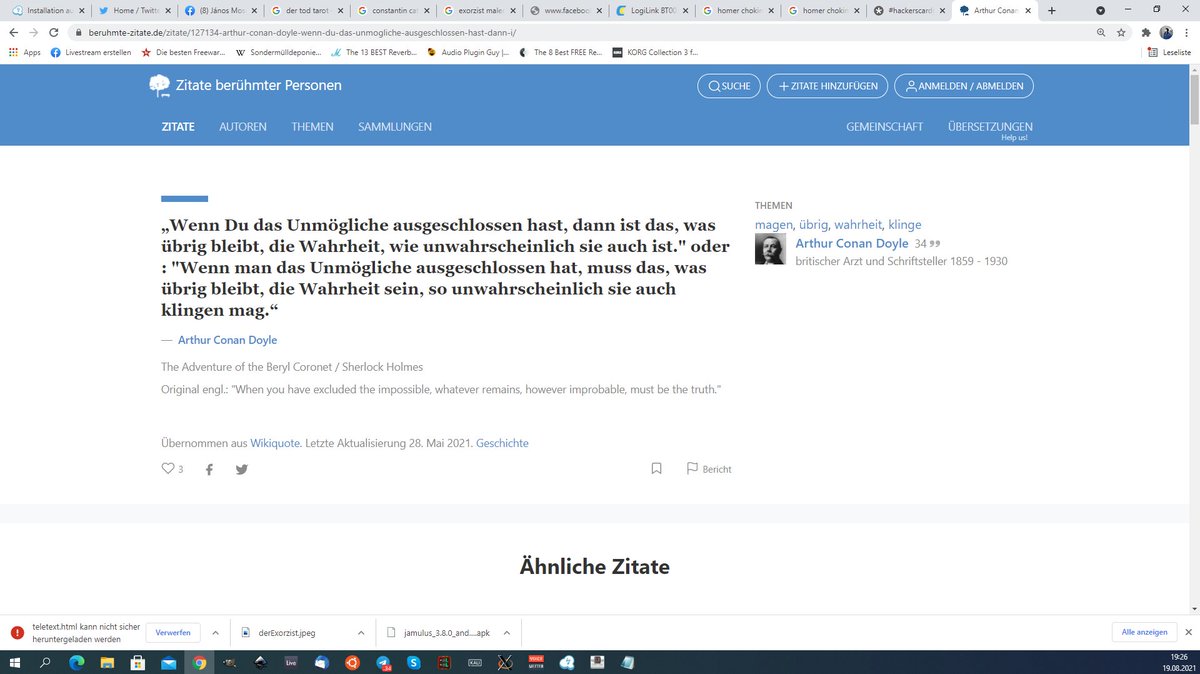 Installation au
Home / Twitte
(8) János Mos
der tod tarot -
constantin ca
exorzist male
www.facebool
LogiLink BT00
homer chokin
homer chokin
#hackerscard
Arthur Conan
beruhmte-zitate.de/zitate/127134-arthur-conan-doyle-wenn-du-das-unmogliche-ausgeschlossen-hast-dann-i/
Apps Livestream erstellen Die besten Freewar... Sondermülldeponie... The 13 BEST Reverb... Audio Plugin Guy |... The 8 Best FREE Re... KORG Collection 3 f... Leseliste
Zitate berühmter Personen SUCHE ZITATE HINZUFÜGEN ANMELDEN / ABMELDEN
ZITATE AUTOREN THEMEN SAMMLUNGEN GEMEINSCHAFT ÜBERSETZUNGEN
Help us!
„Wenn Du das Unmögliche ausgeschlossen hast, dann ist das, was
übrig bleibt, die Wahrheit, wie unwahrscheinlich sie auch ist." oder
: "Wenn man das Unmögliche ausgeschlossen hat, muss das, was
übrig bleibt, die Wahrheit sein, so unwahrscheinlich sie auch
klingen mag.“
— Arthur Conan Doyle
The Adventure of the Beryl Coronet / Sherlock Holmes
Original engl.: "When you have excluded the impossible, whatever remains, however improbable, must be the truth."
Übernommen aus Wikiquote. Letzte Aktualisierung 28. Mai 2021. Geschichte
3 Bericht
THEMEN
magen, übrig, wahrheit, klinge
Arthur Conan Doyle 34
britischer Arzt und Schriftsteller 1859 - 1930
Ähnliche Zitate
teletext.html kann nicht sicher
heruntergeladen werden
Verwerfen
derExorzist.jpeg
jamulus_3.8.0_and....apk
Alle anzeigen
Live
19:26
19.08.2021